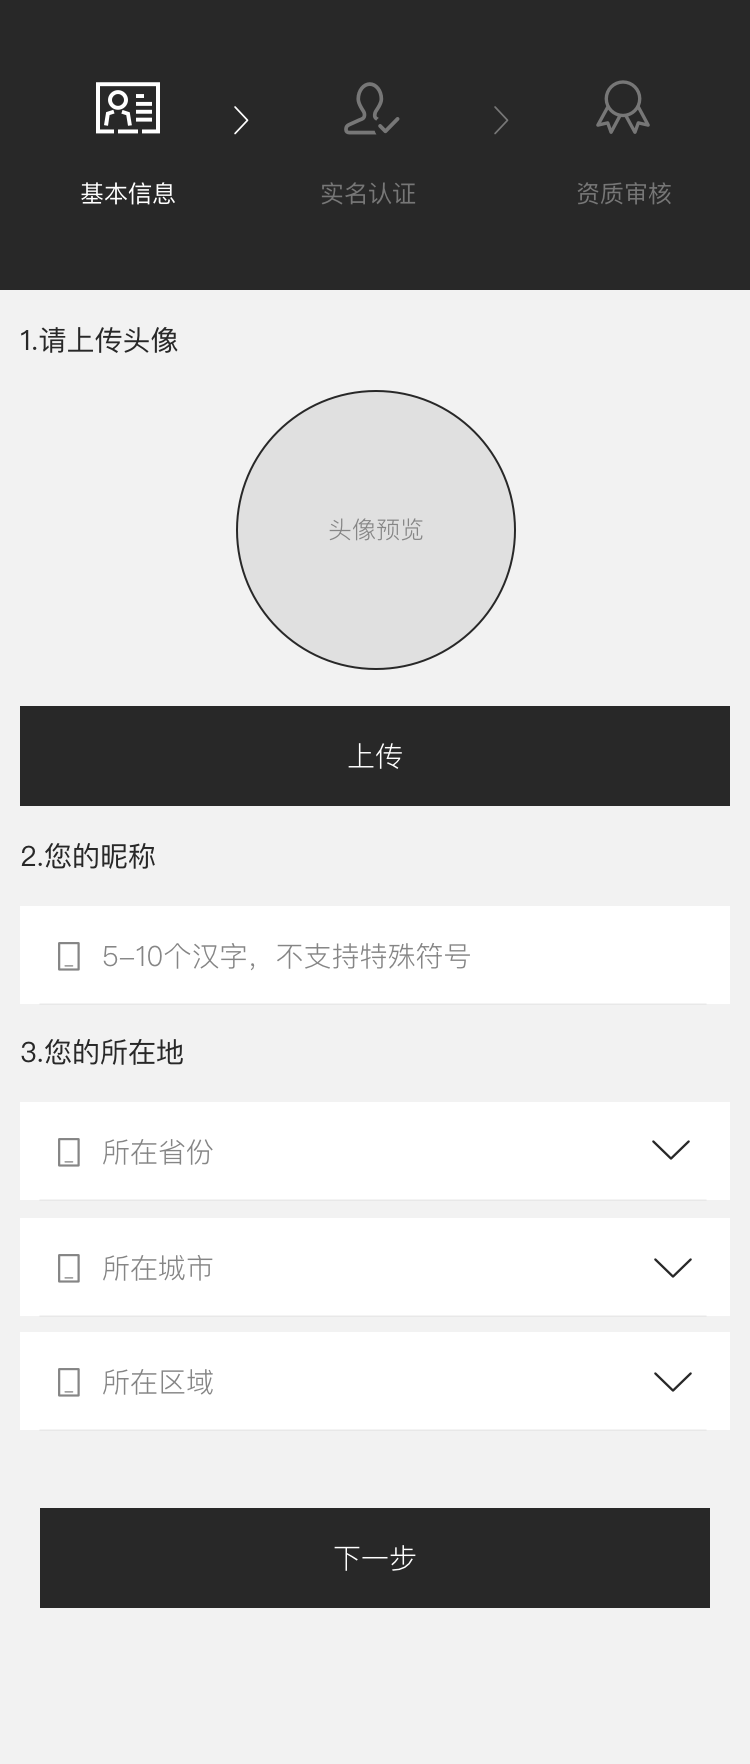 基本信息
实名认证
资质审核
1.请上传头像
头像预览
上传
2.您的昵称
5–10个汉字，不支持特殊符号
3.您的所在地
所在省份
所在城市
所在区域
下一步